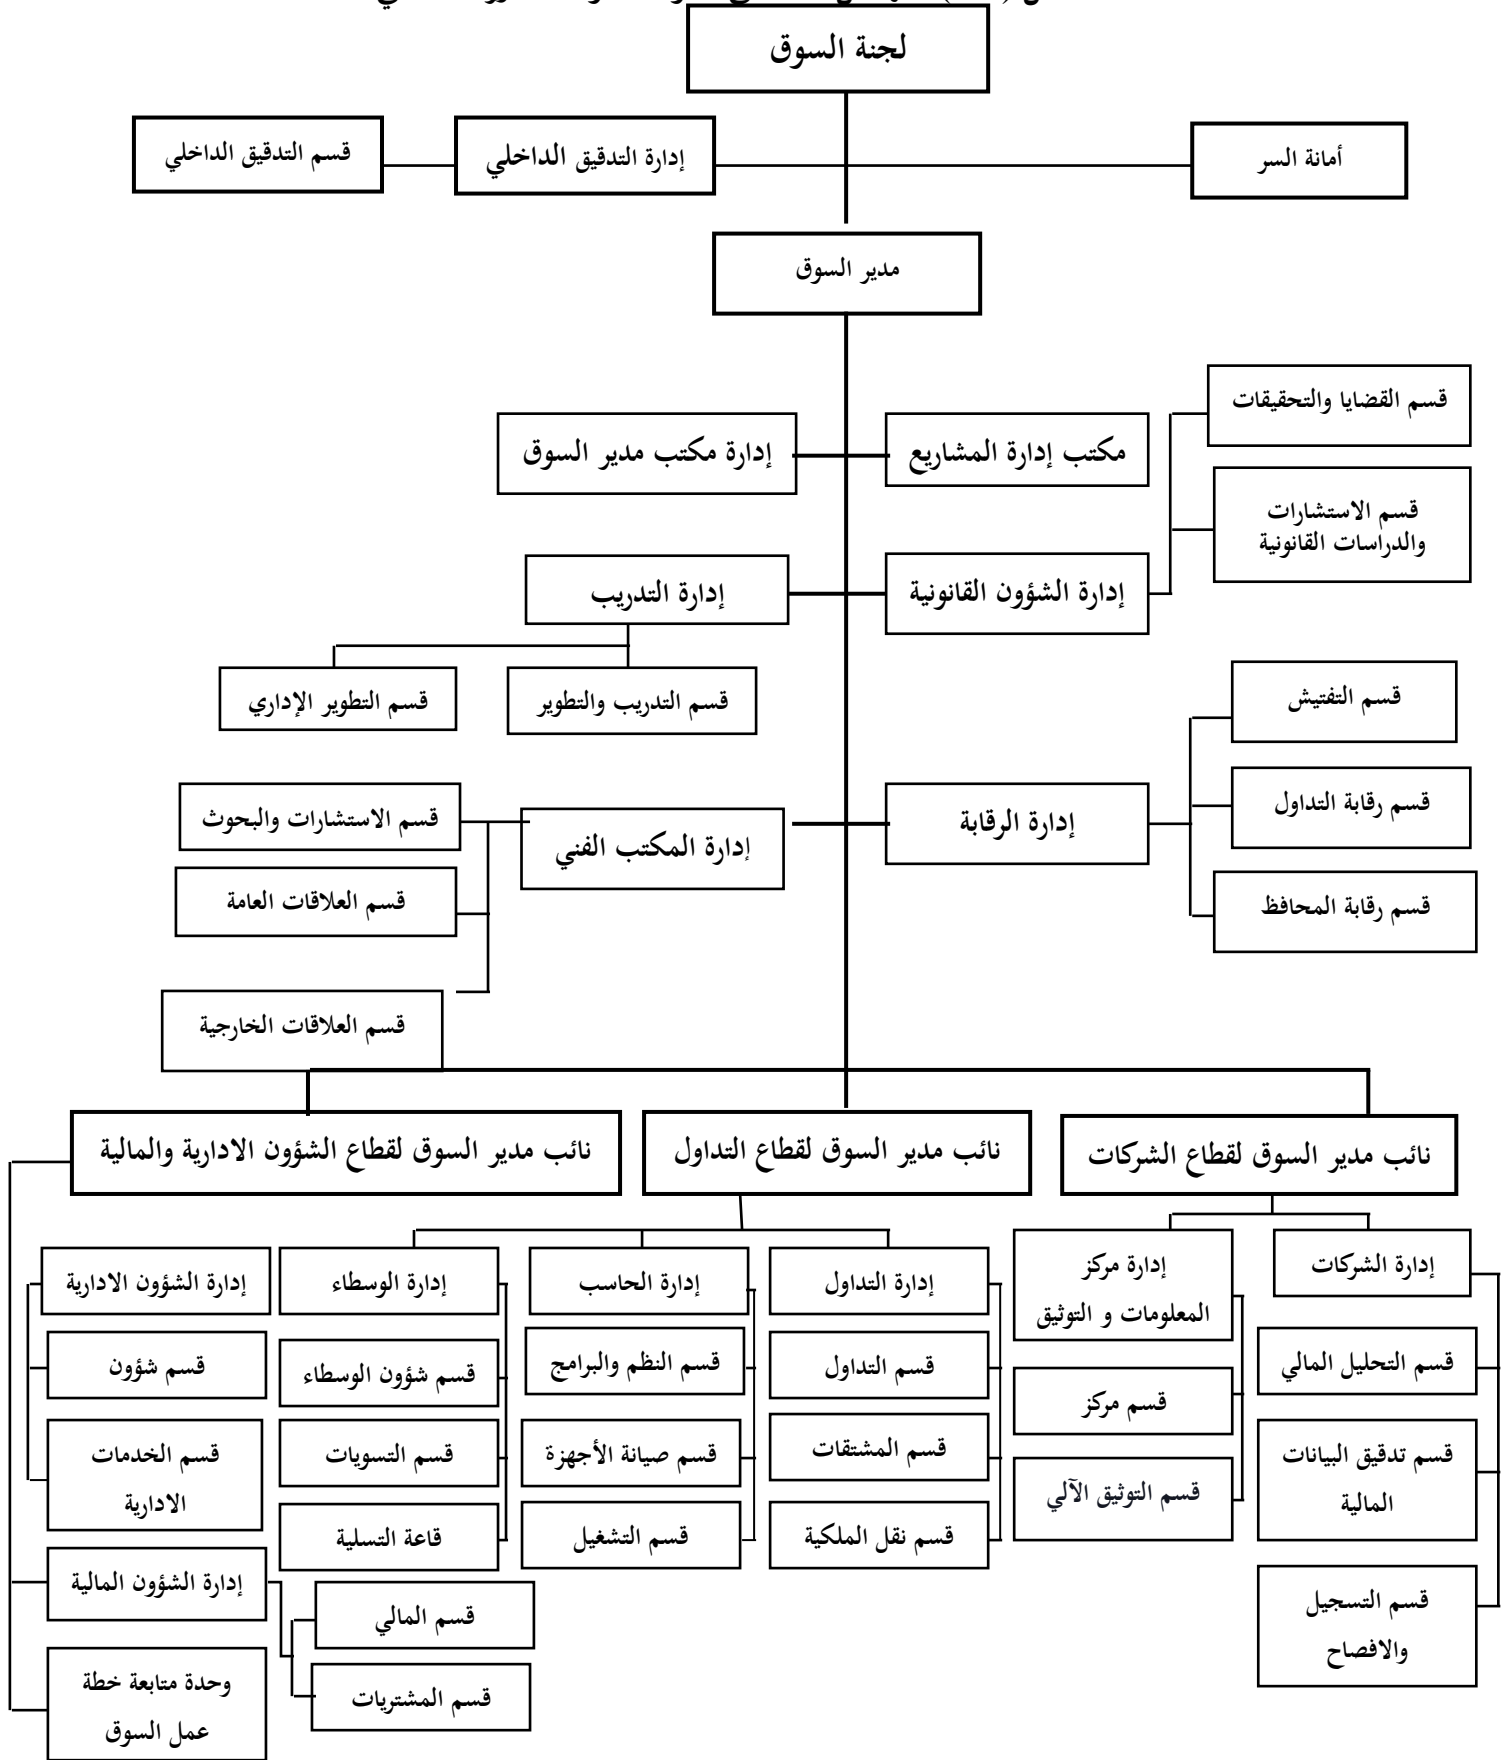 لجنة السوق
أمانة السر
إدارة التدقيق الداخلي
قسم التدقيق الداخلي
مدير السوق
قسم القضايا والتحقيقات
مكتب إدارة المشاريع
إدارة مكتب مدير السوق
قسم الاستشارات
والدراسات القانونية
إدارة الشؤون القانونية
إدارة التدريب
قسم التدريب والتطوير
قسم التطوير الإداري
قسم التفتيش
قسم رقابة التداول
إدارة الرقابة
قسم رقابة المحافظ
إدارة المكتب الفني
قسم الاستشارات والبحوث
قسم العلاقات العامة
قسم العلاقات الخارجية
نائب مدير السوق لقطاع الشركات
نائب مدير السوق لقطاع التداول
نائب مدير السوق لقطاع الشؤون الادارية والمالية
إدارة الشركات
قسم التحليل المالي
قسم تدقيق البيانات
المالية
قسم التسجيل
والافصاح
إدارة مركز
المعلومات و التوثيق
قسم مركز
قسم التوثيق الآلي
إدارة التداول
قسم التداول
قسم المشتقات
قسم نقل الملكية
إدارة الحاسب
قسم النظم والبرامج
قسم صيانة الأجهزة
قسم التشغيل
إدارة الوسطاء
قسم شؤون الوسطاء
قسم التسويات
قاعة التسلية
إدارة الشؤون الادارية
قسم شؤون
قسم الخدمات
الادارية
إدارة الشؤون المالية
قسم المالي
قسم المشتريات
وحدة متابعة خطة
عمل السوق